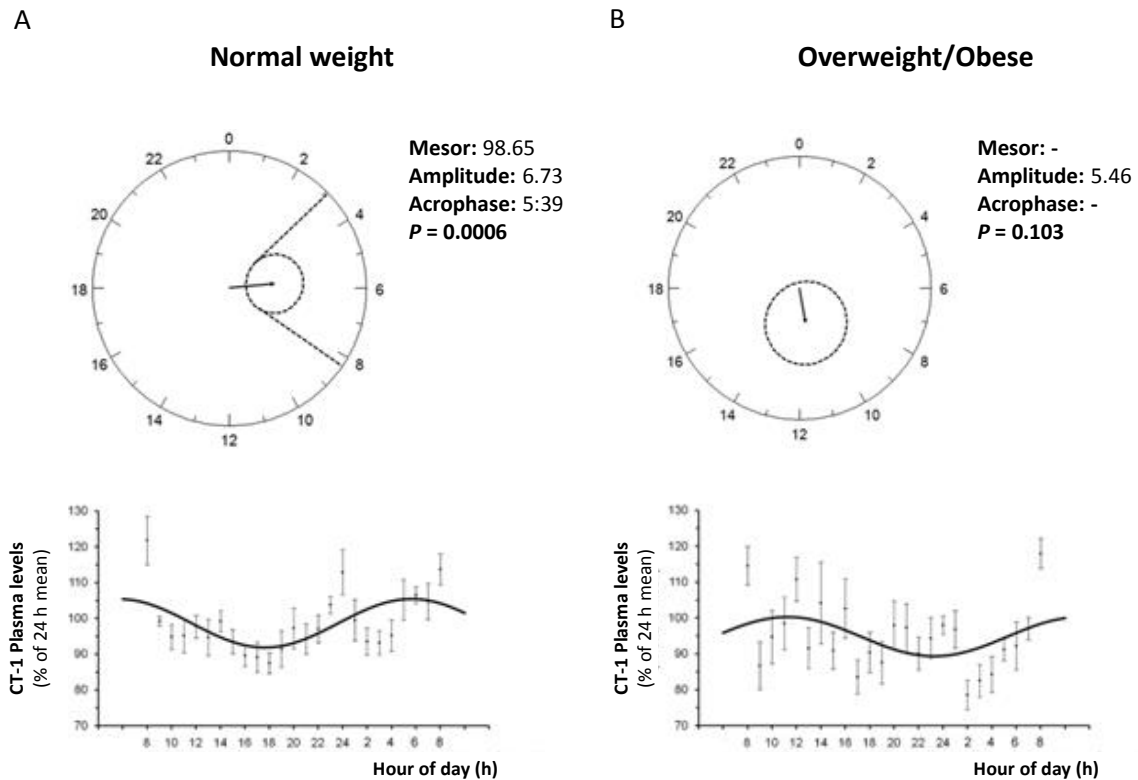 A
Normal weight
0
2
4
6
8
10
12
14
16
18
20
22
Mesor: 98.65
Amplitude: 6.73
Acrophase: 5:39
P = 0.0006
CT-1 Plasma levels
(% of 24 h mean)
130
120
110
100
90
80
70
8 10 12 14 16 18 20 22 24 2 4 6 8
Hour of day (h)
B
Overweight/Obese
0
2
4
6
8
10
12
14
16
18
20
22
Mesor: -
Amplitude: 5.46
Acrophase: -
P = 0.103
CT-1 Plasma levels
(% of 24 h mean)
130
120
110
100
90
80
70
8 10 12 14 16 18 20 22 24 2 4 6 8
Hour of day (h)